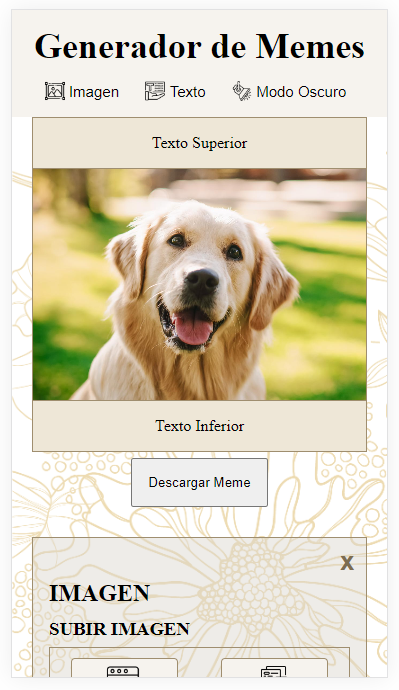 Generador de Memes
Imagen Texto Modo Oscuro
Texto Superior
Texto Inferior
Descargar Meme
X
IMAGEN
SUBIR IMAGEN